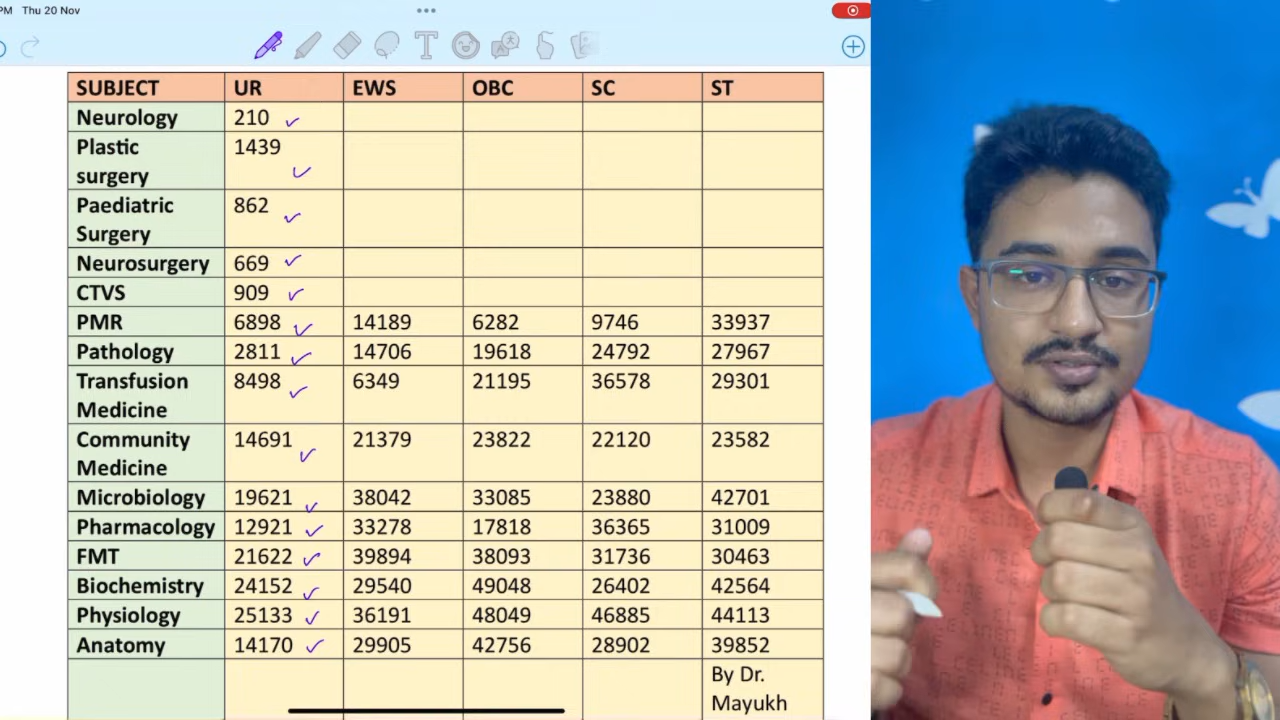 PM Thu 20 Nov
SUBJECT UR EWS OBC SC ST
Neurology 210
Plastic surgery 1439
Paediatric Surgery 862
Neurosurgery 669
CTVS 909
PMR 6898 14189 6282 9746 33937
Pathology 2811 14706 19618 24792 27967
Transfusion Medicine 8498 6349 21195 36578 29301
Community Medicine 14691 21379 23822 22120 23582
Microbiology 19621 38042 33085 23880 42701
Pharmacology 12921 33278 17818 36365 31009
FMT 21622 39894 38093 31736 30463
Biochemistry 24152 29540 49048 26402 42564
Physiology 25133 36191 48049 46885 44113
Anatomy 14170 29905 42756 28902 39852
By Dr.
Mayukh